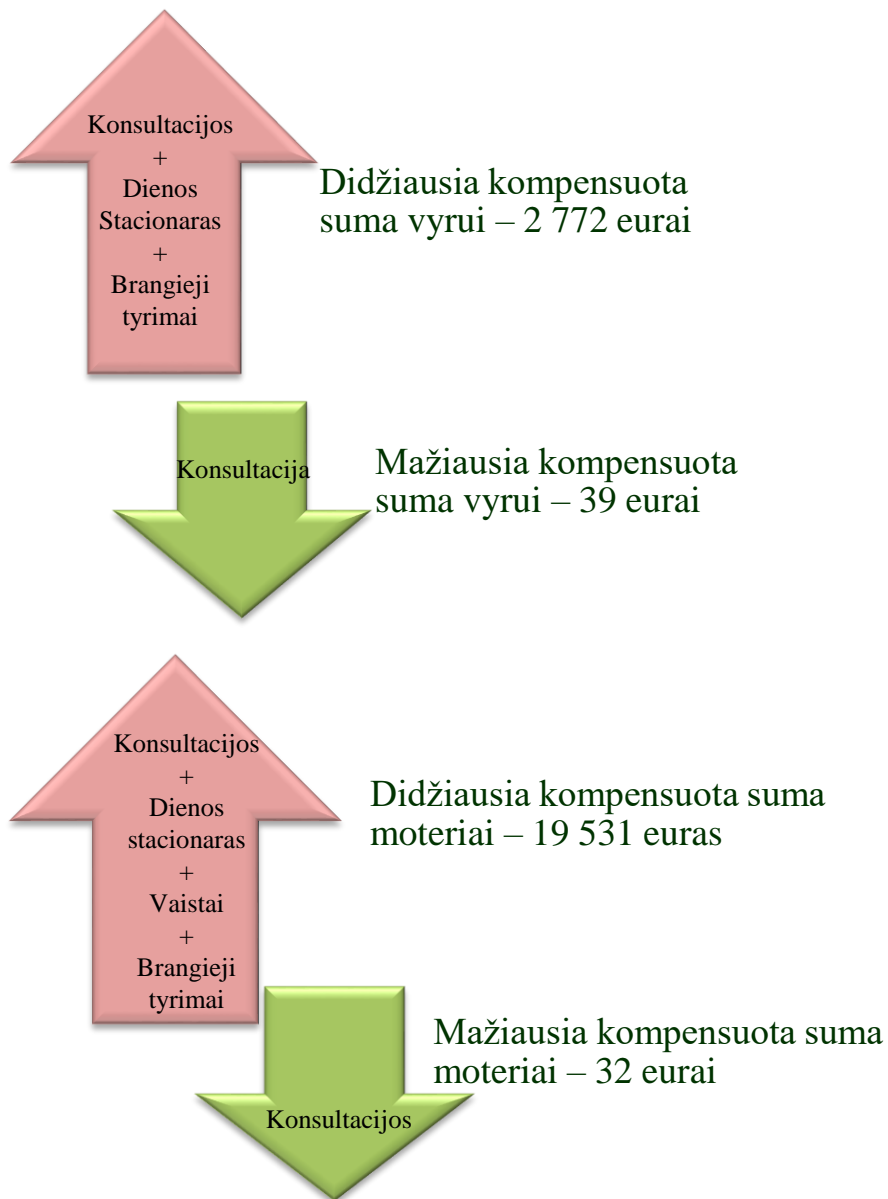 Konsultacijos
+
Dienos
Stacionaras
+
Brangieji
tyrimai
Didžiausia kompensuota
suma vyrui – 2 772 eurai
Konsultacija
Mažiausia kompensuota
suma vyrui – 39 eurai
Konsultacijos
+
Dienos
stacionaras
+
Vaistai
+
Brangieji
tyrimai
Didžiausia kompensuota suma
moteriai – 19 531 euras
Konsultacijos
Mažiausia kompensuota suma
moteriai – 32 eurai